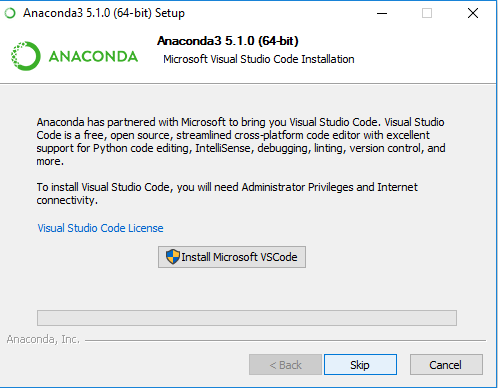 Anaconda3 5.1.0 (64-bit) Setup
Anaconda3 5.1.0 (64-bit)
ANACONDA
Microsoft Visual Studio Code Installation
Anaconda has partnered with Microsoft to bring you Visual Studio Code. Visual Studio
Code is a free, open source, streamlined cross-platform code editor with excellent
support for Python code editing, IntelliSense, debugging, linting, version control, and
more.
To install Visual Studio Code, you will need Administrator Privileges and Internet
connectivity.
Visual Studio Code License
Install Microsoft VSCode
Anaconda, Inc.
< Back
Skip
Cancel